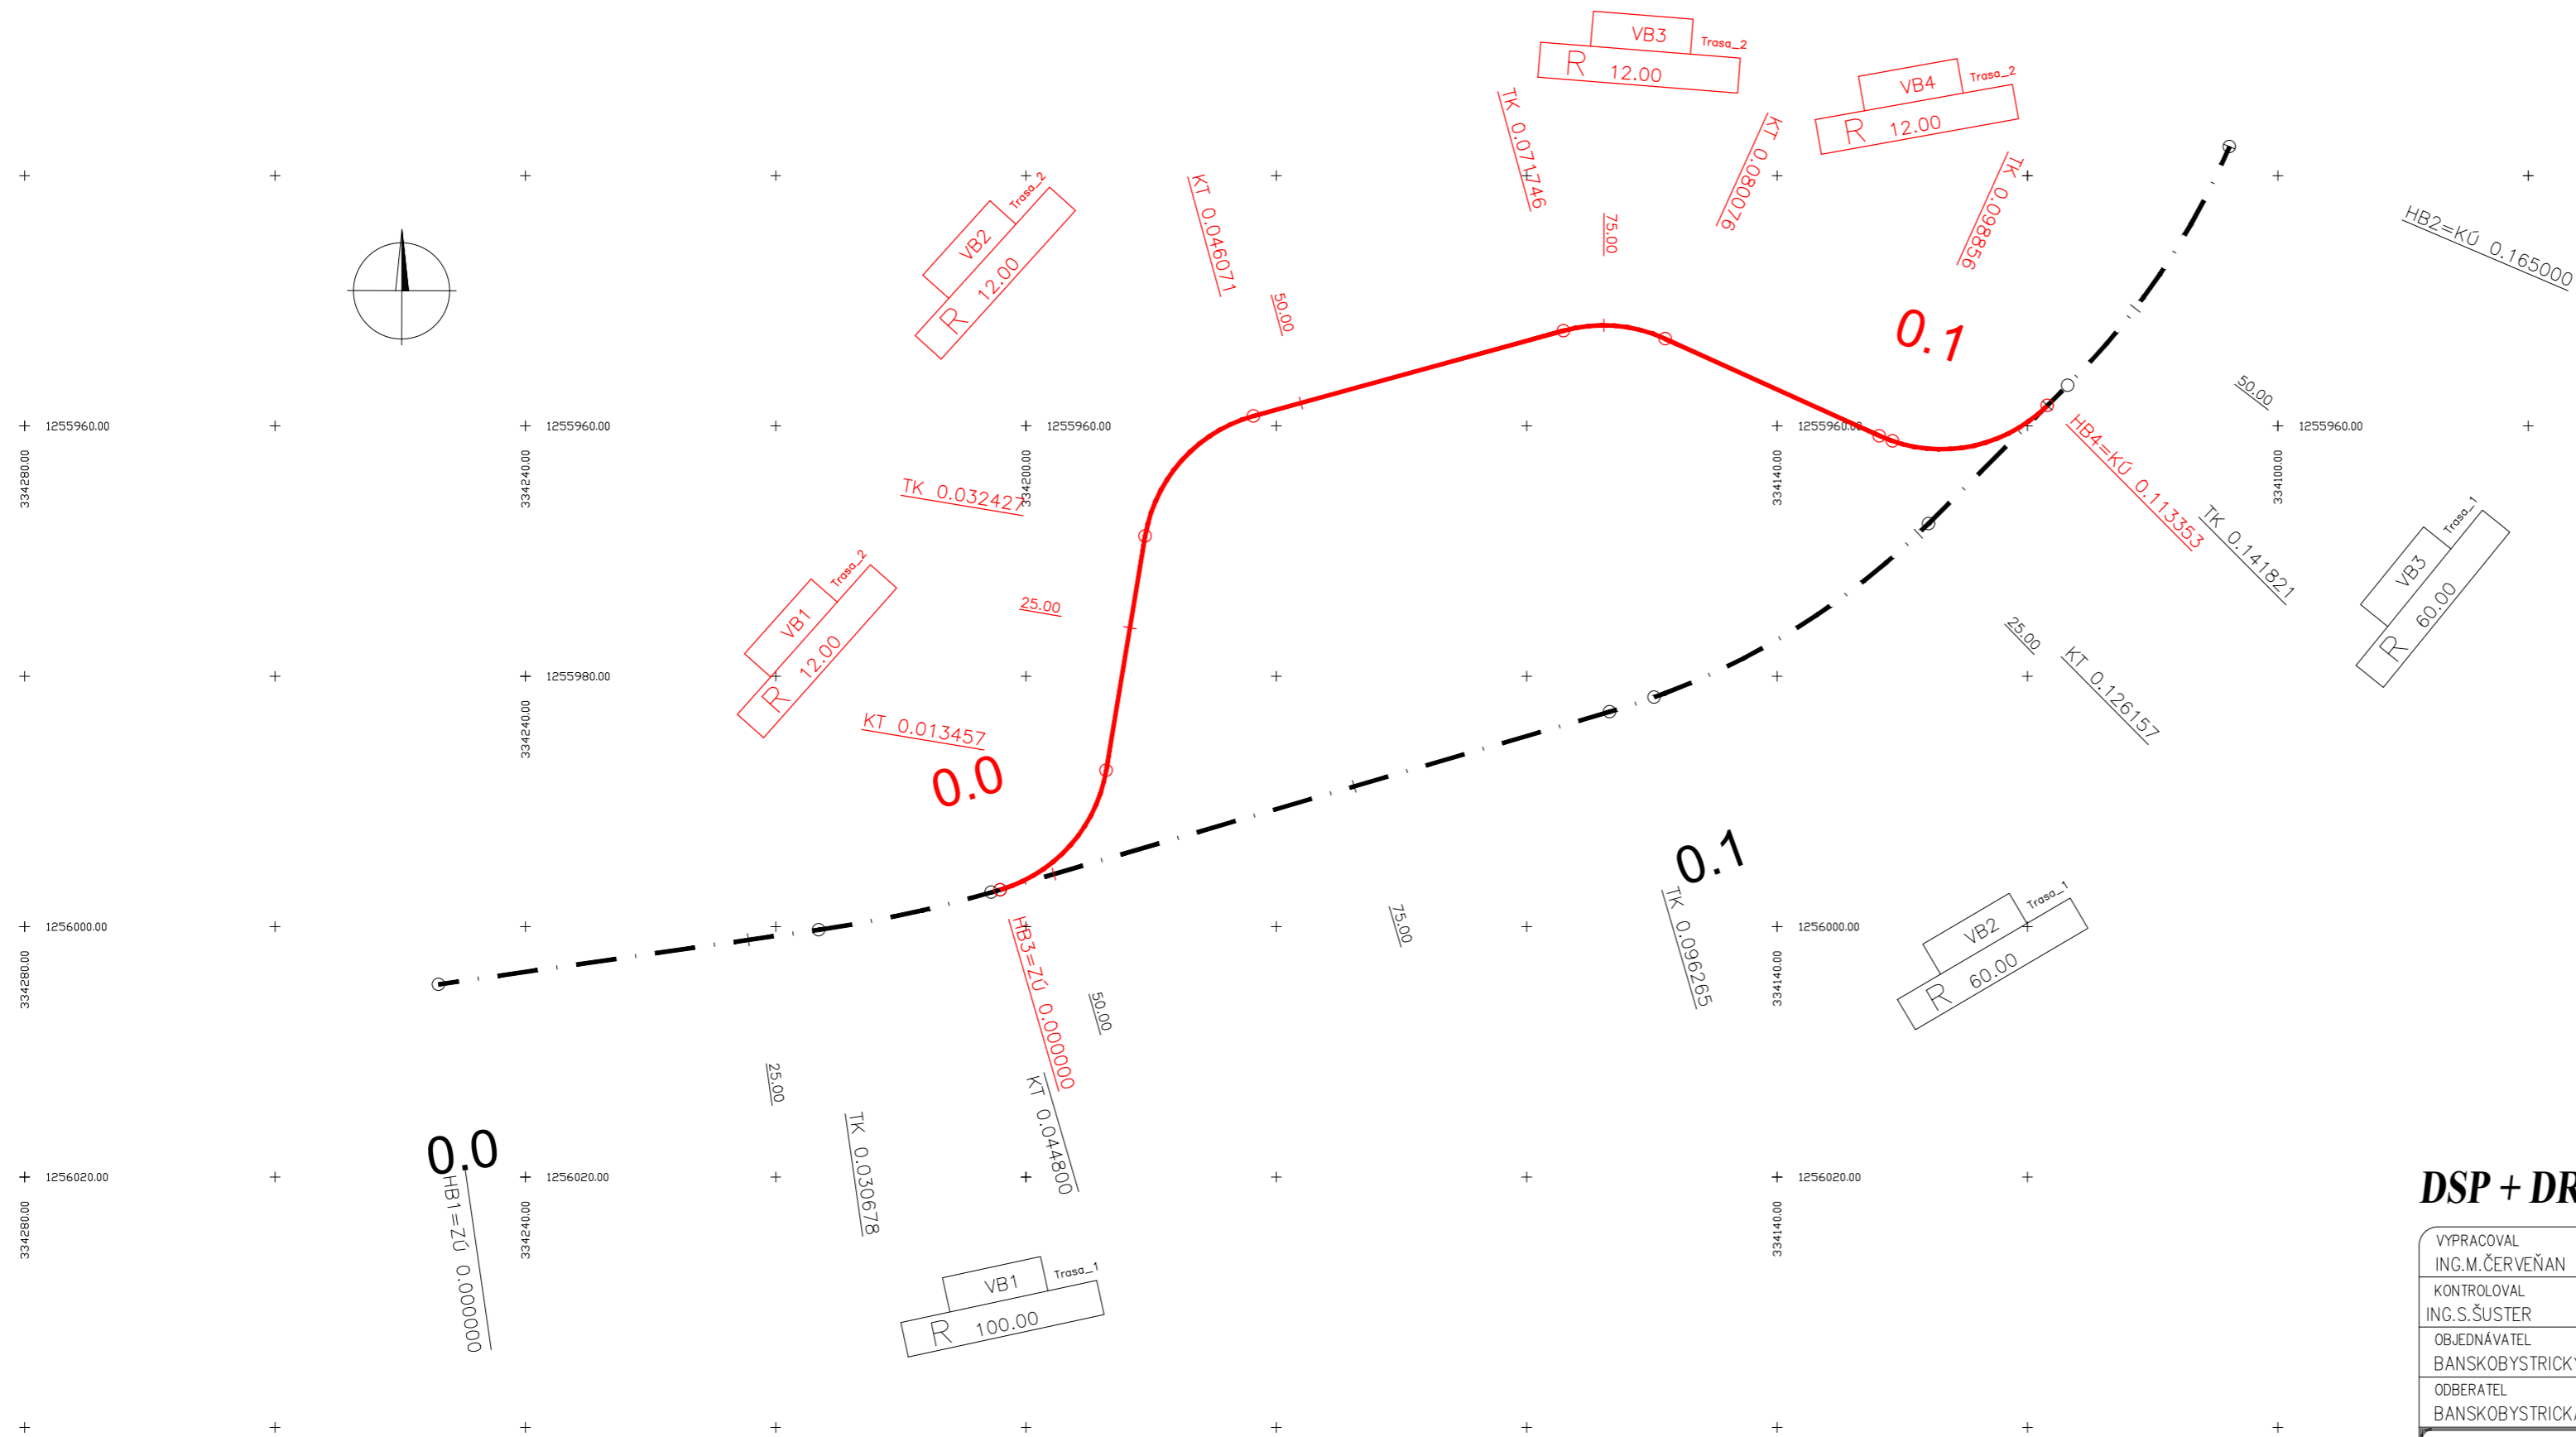 VB3
Trasa_2
R 12.00
VB4
Trasa_2
R 12.00
TK 0.071746
KT 0.080076
TK 0.098856
75.00
VB2
Trasa_2
R 12.00
KT 0.046071
50.00
HB2=KÚ 0.165000
0.1
50.00
1255960.00
1255960.00
1255960.00
1255960.00
1255960.00
334280.00
334240.00
334200.00
334140.00
334100.00
TK 0.032427
HB4=KÚ 0.113353
TK 0.141821
VB3
Trasa_1
R 60.00
VB1
Trasa_2
R 12.00
25.00
25.00
KT 0.126157
1255980.00
334240.00
KT 0.013457
0.0
0.1
1256000.00
1256000.00
334280.00
334140.00
HB3=ZÚ 0.000000
75.00
TK 0.096265
VB2
Trasa_1
R 60.00
50.00
25.00
KT 0.044800
TK 0.030678
0.0
HB1=ZÚ 0.000000
1256020.00
1256020.00
1256020.00
334280.00
334240.00
334140.00
VB1
Trasa_1
R 100.00
DSP + DR
VYPRACOVAL
ING.M.ČERVEŇAN
KONTROLOVAL
ING.S.ŠUSTER
OBJEDNÁVATEL
BANSKOBYSTRICKÝ
ODBERATEL
BANSKOBYSTRICKÁ